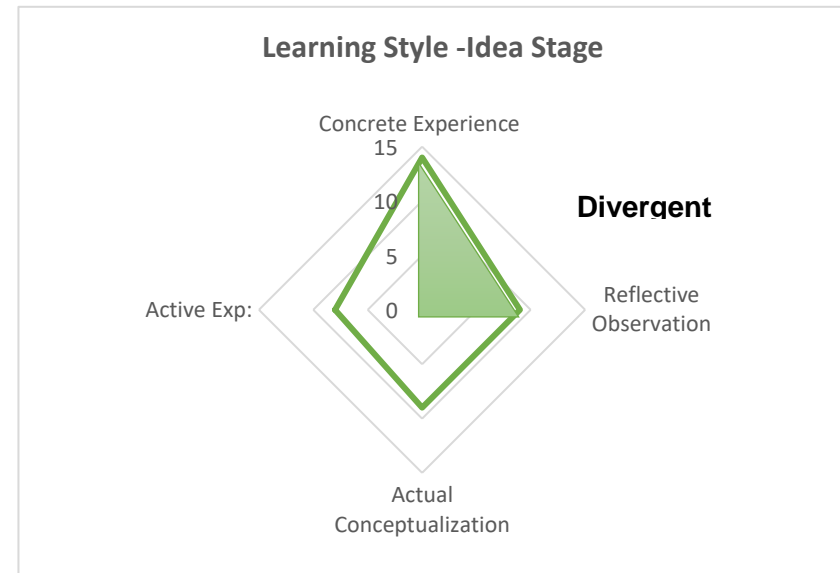 Learning Style -Idea Stage
Concrete Experience
15
10
5
0
Divergent
Active Exp:
Reflective
Observation
Actual
Conceptualization